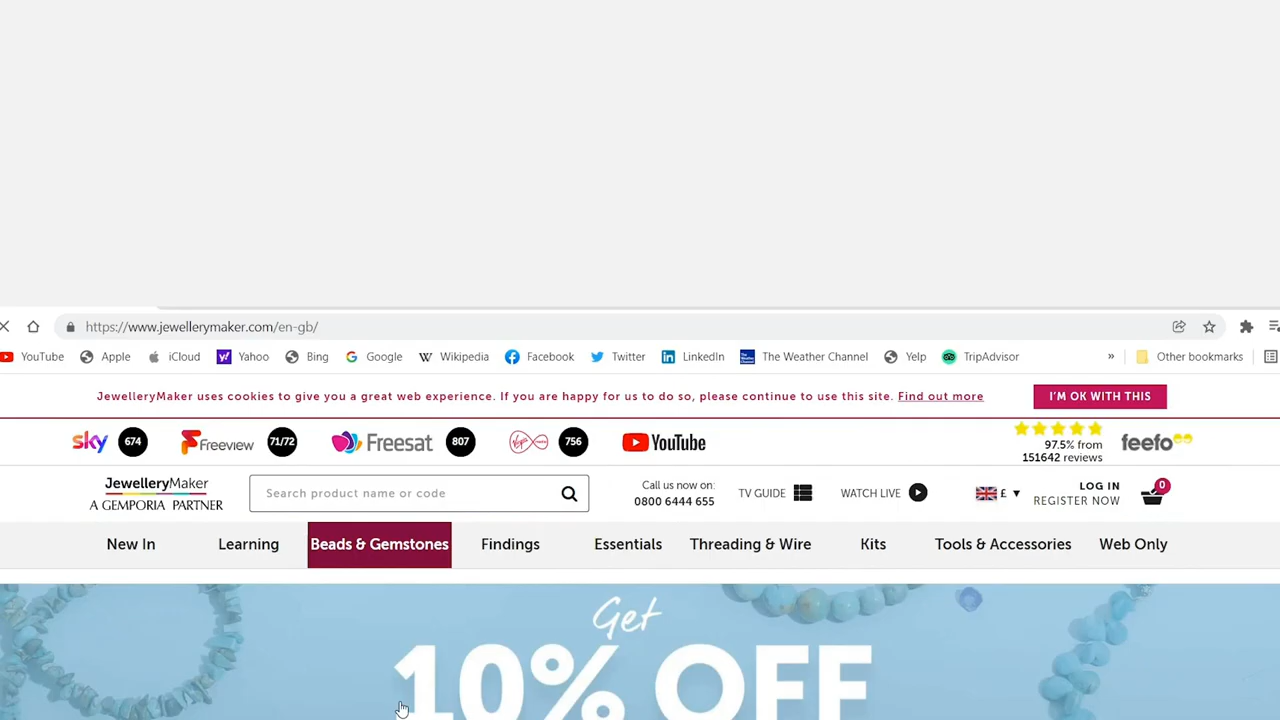 https://www.jewellerymaker.com/en-gb/
YouTube Apple iCloud Yahoo Bing Google Wikipedia Facebook Twitter LinkedIn The Weather Channel Yelp TripAdvisor » Other bookmarks
JewelleryMaker uses cookies to give you a great web experience. If you are happy for us to do so, please continue to use this site. Find out more
I'M OK WITH THIS
sky 674 Freeview 71/72 Freesat 807 Virgin media 756 YouTube
97.5% from
151642 reviews
feefo
JewelleryMaker
A GEMPORIA PARTNER
Search product name or code
Call us now on:
0800 6444 655
TV GUIDE
WATCH LIVE
£ ▼
LOG IN
REGISTER NOW
0
New In Learning Beads & Gemstones Findings Essentials Threading & Wire Kits Tools & Accessories Web Only
Get
10% OFF